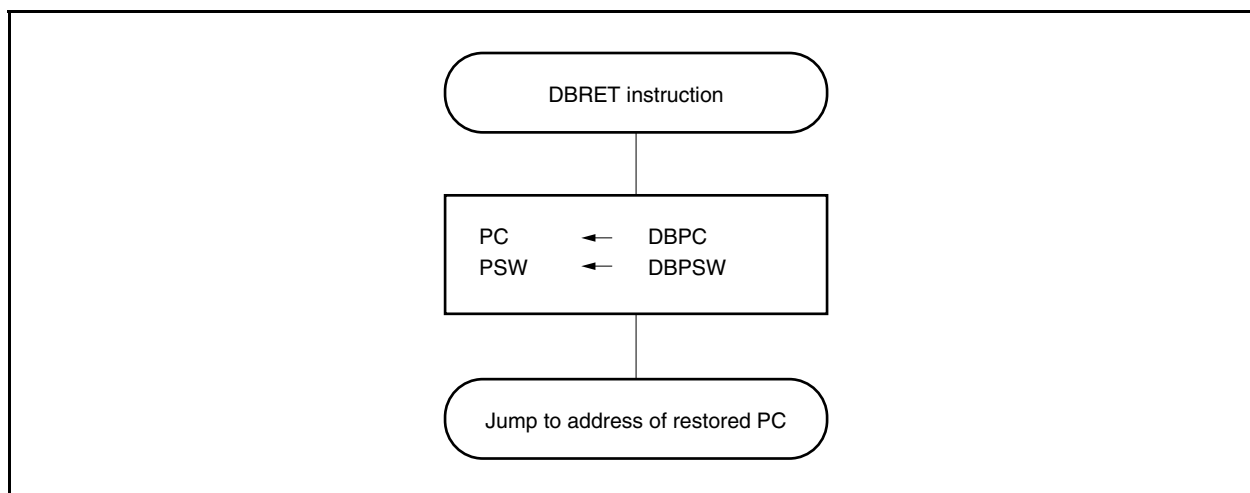 DBRET instruction
PC ← DBPC
PSW ← DBPSW
Jump to address of restored PC